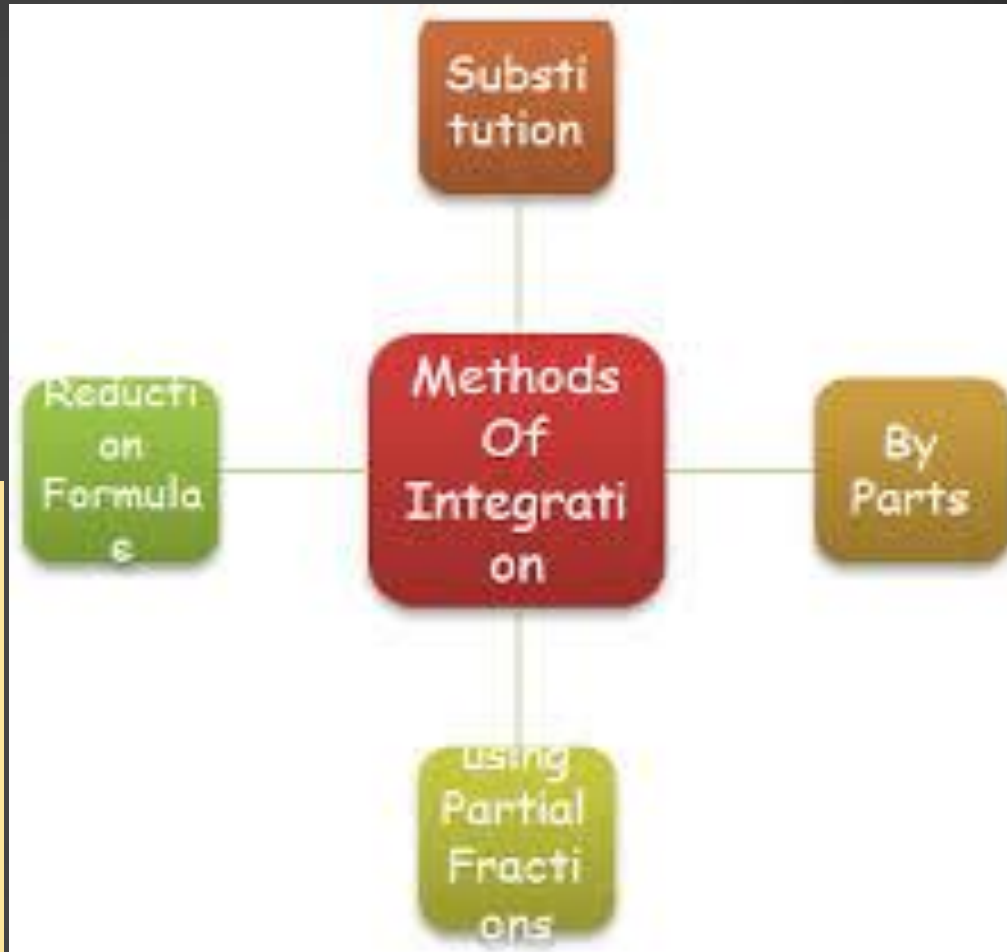 Substi
tution
Methods
Of
Integrati
on
Reducti
on
Formula
s
By
Parts
using
Partial
Fracti
ons